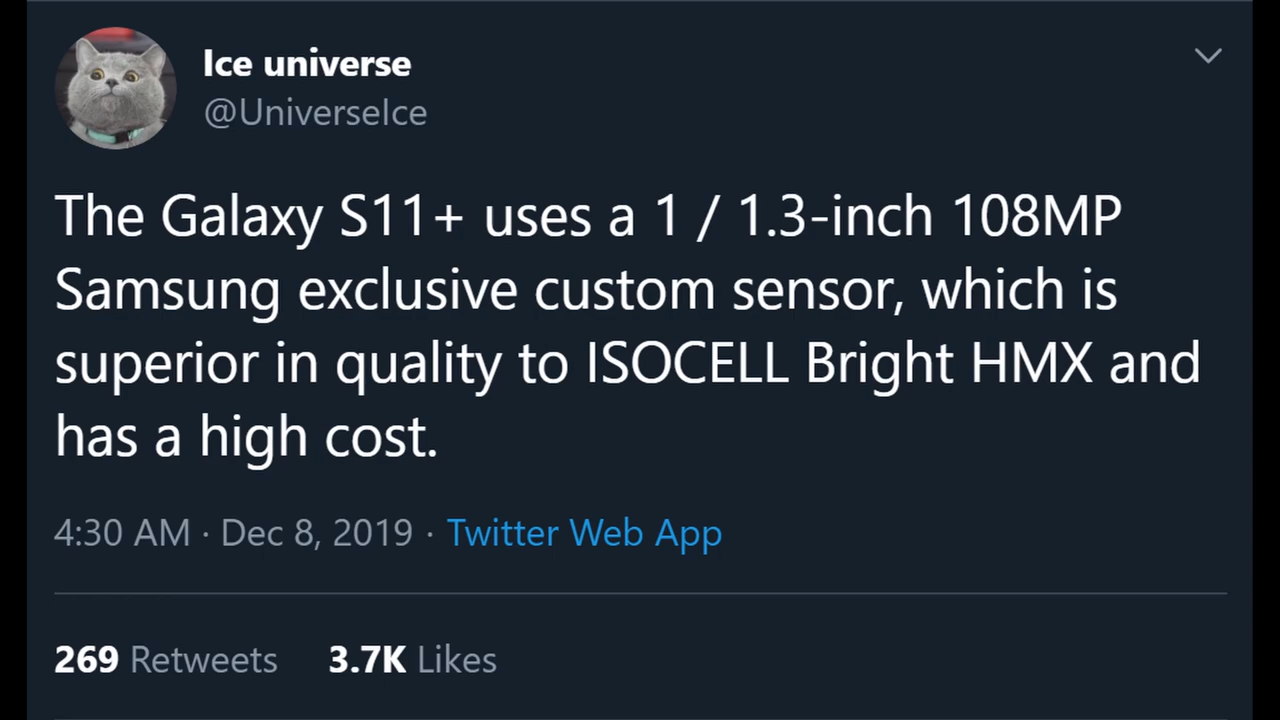 Ice universe
@UniverseIce
The Galaxy S11+ uses a 1 / 1.3-inch 108MP
Samsung exclusive custom sensor, which is
superior in quality to ISOCELL Bright HMX and
has a high cost.
4:30 AM · Dec 8, 2019 · Twitter Web App
269 Retweets 3.7K Likes